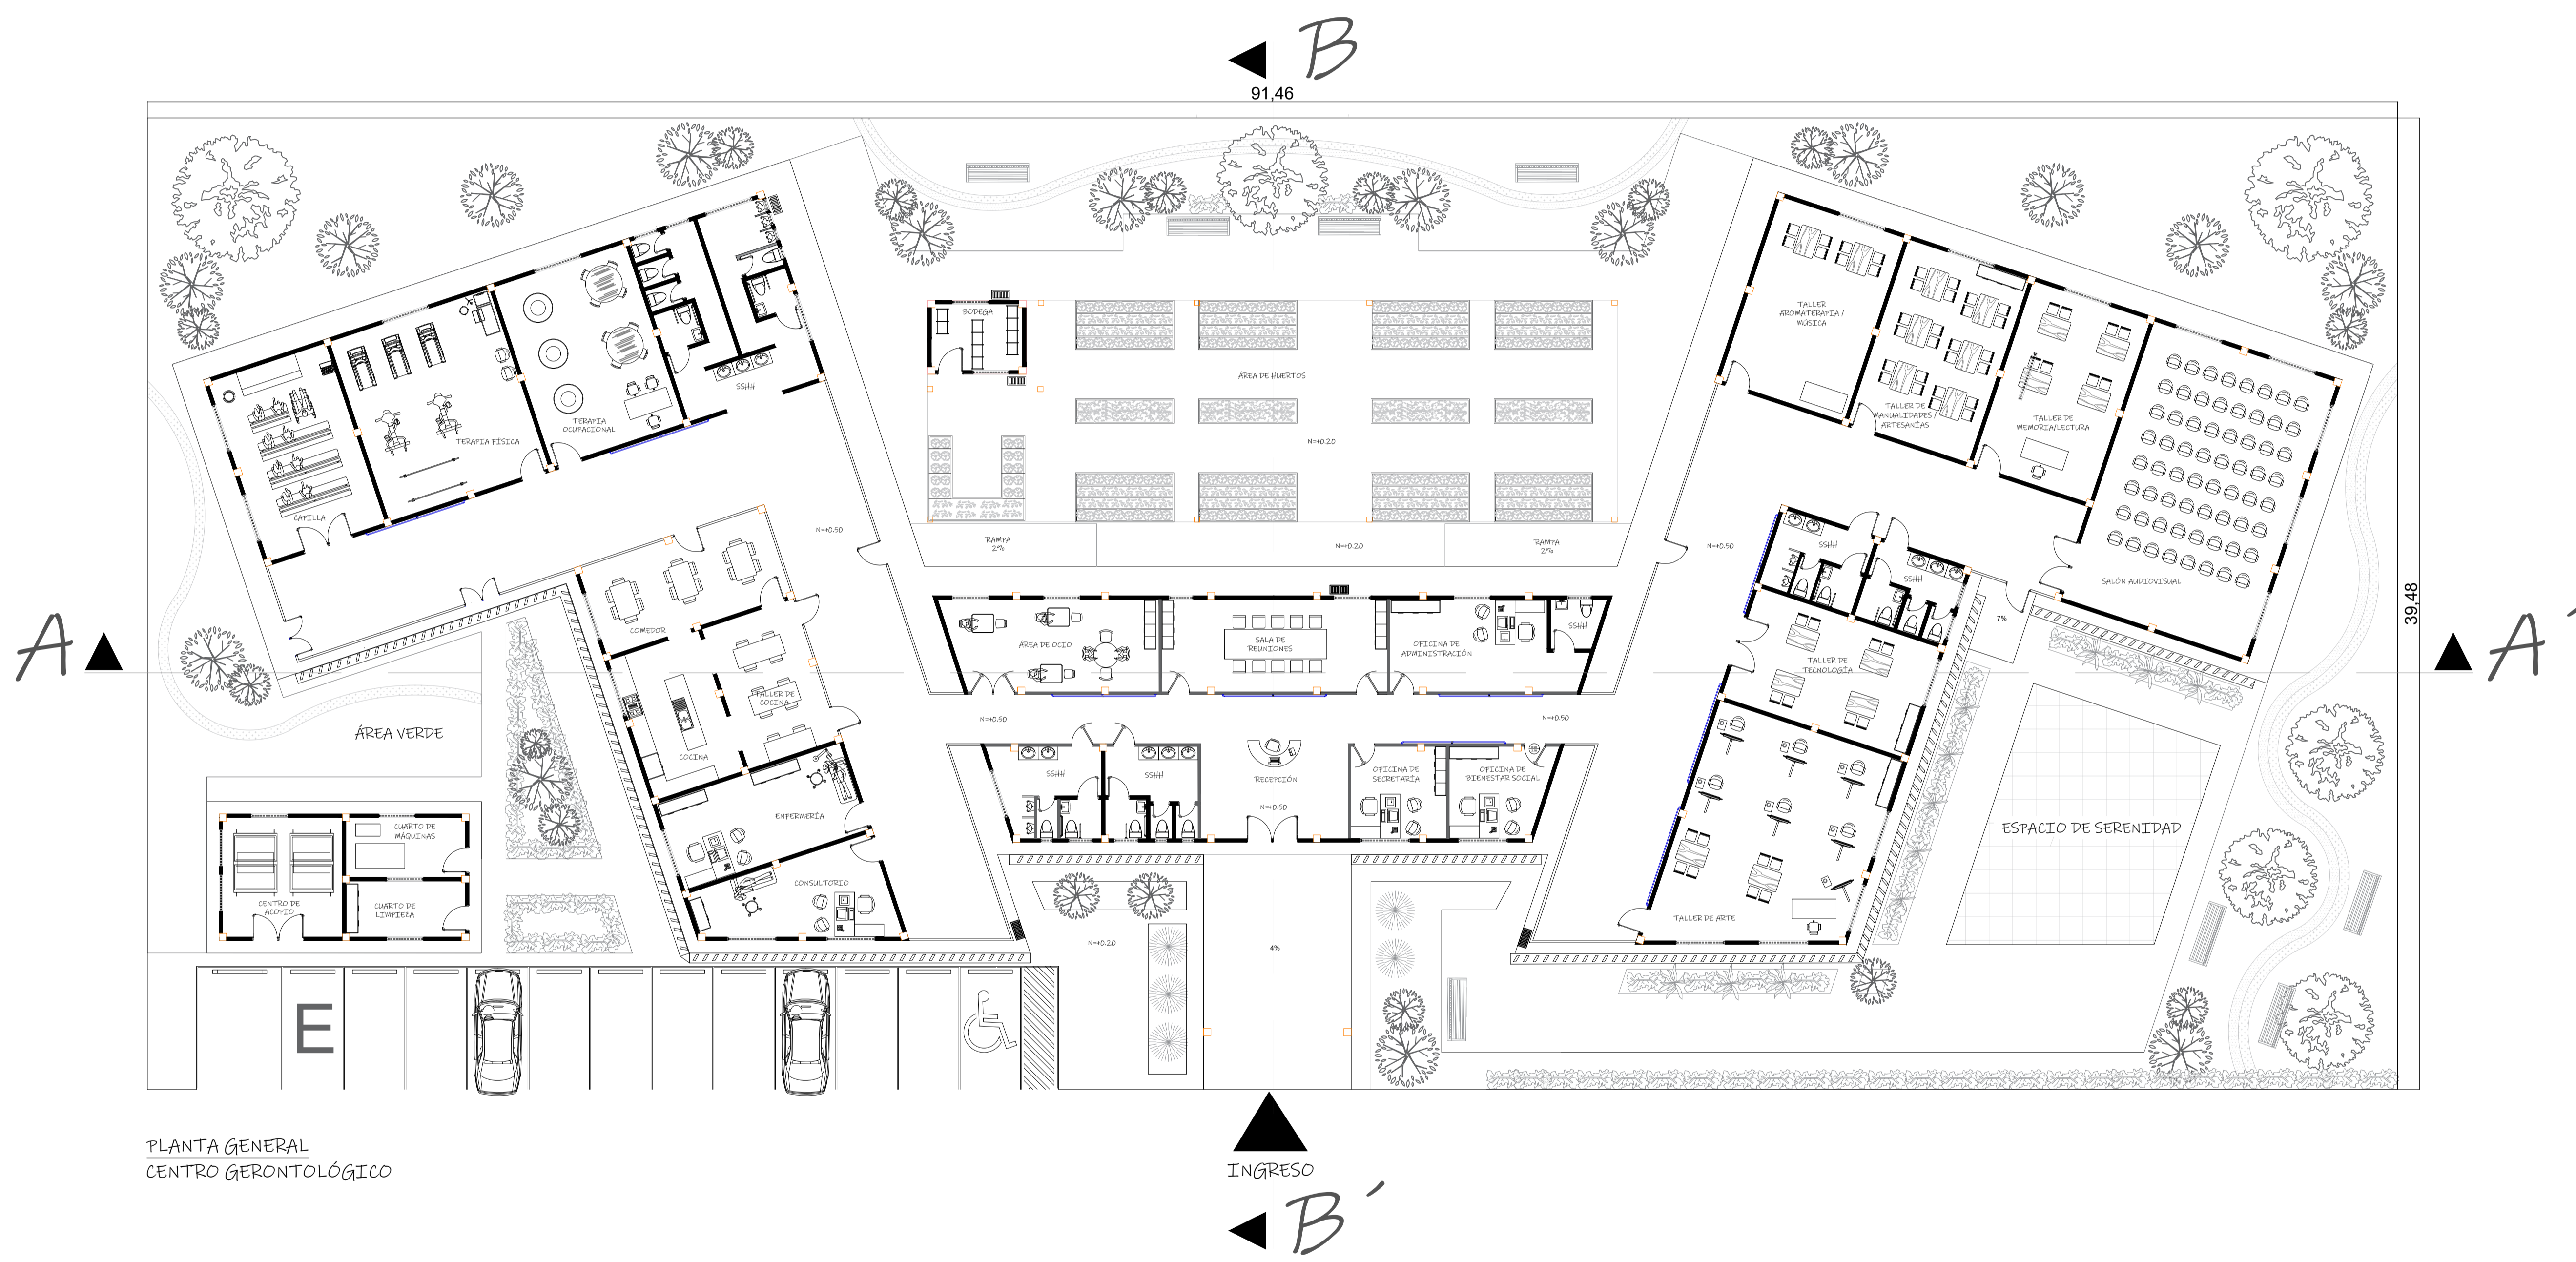 B
91,46
BODEGA
TALLER
AROMATERAPIA /
MÚSICA
ÁREA DE HUERTOS
SSHH
TERAPIA
OCUPACIONAL
TERAPIA FÍSICA
TALLER DE
MANUALIDADES /
ARTESANÍAS
TALLER DE
MEMORIA/LECTURA
N=+0.20
CAPILLA
N=+0.50
RAMPA
2%
N=+0.20
RAMPA
2%
N=+0.50
SSHH
SSHH
SALÓN AUDIOVISUAL
39,48
A
COMEDOR
ÁREA DE OCIO
SALA DE
REUNIONES
OFICINA DE
ADMINISTRACIÓN
SSHH
7%
TALLER DE
TECNOLOGÍA
A´
TALLER DE
COCINA
N=+0.50
N=+0.50
ÁREA VERDE
COCINA
SSHH
SSHH
RECEPCIÓN
OFICINA DE
SECRETARÍA
OFICINA DE
BIENESTAR SOCIAL
N=+0.50
ENFERMERÍA
CUARTO DE
MÁQUINAS
ESPACIO DE SERENIDAD
CONSULTORIO
CENTRO DE
ACOPIO
CUARTO DE
LIMPIEZA
TALLER DE ARTE
N=+0.20
4%
E
PLANTA GENERAL
CENTRO GERONTOLÓGICO
INGRESO
B´